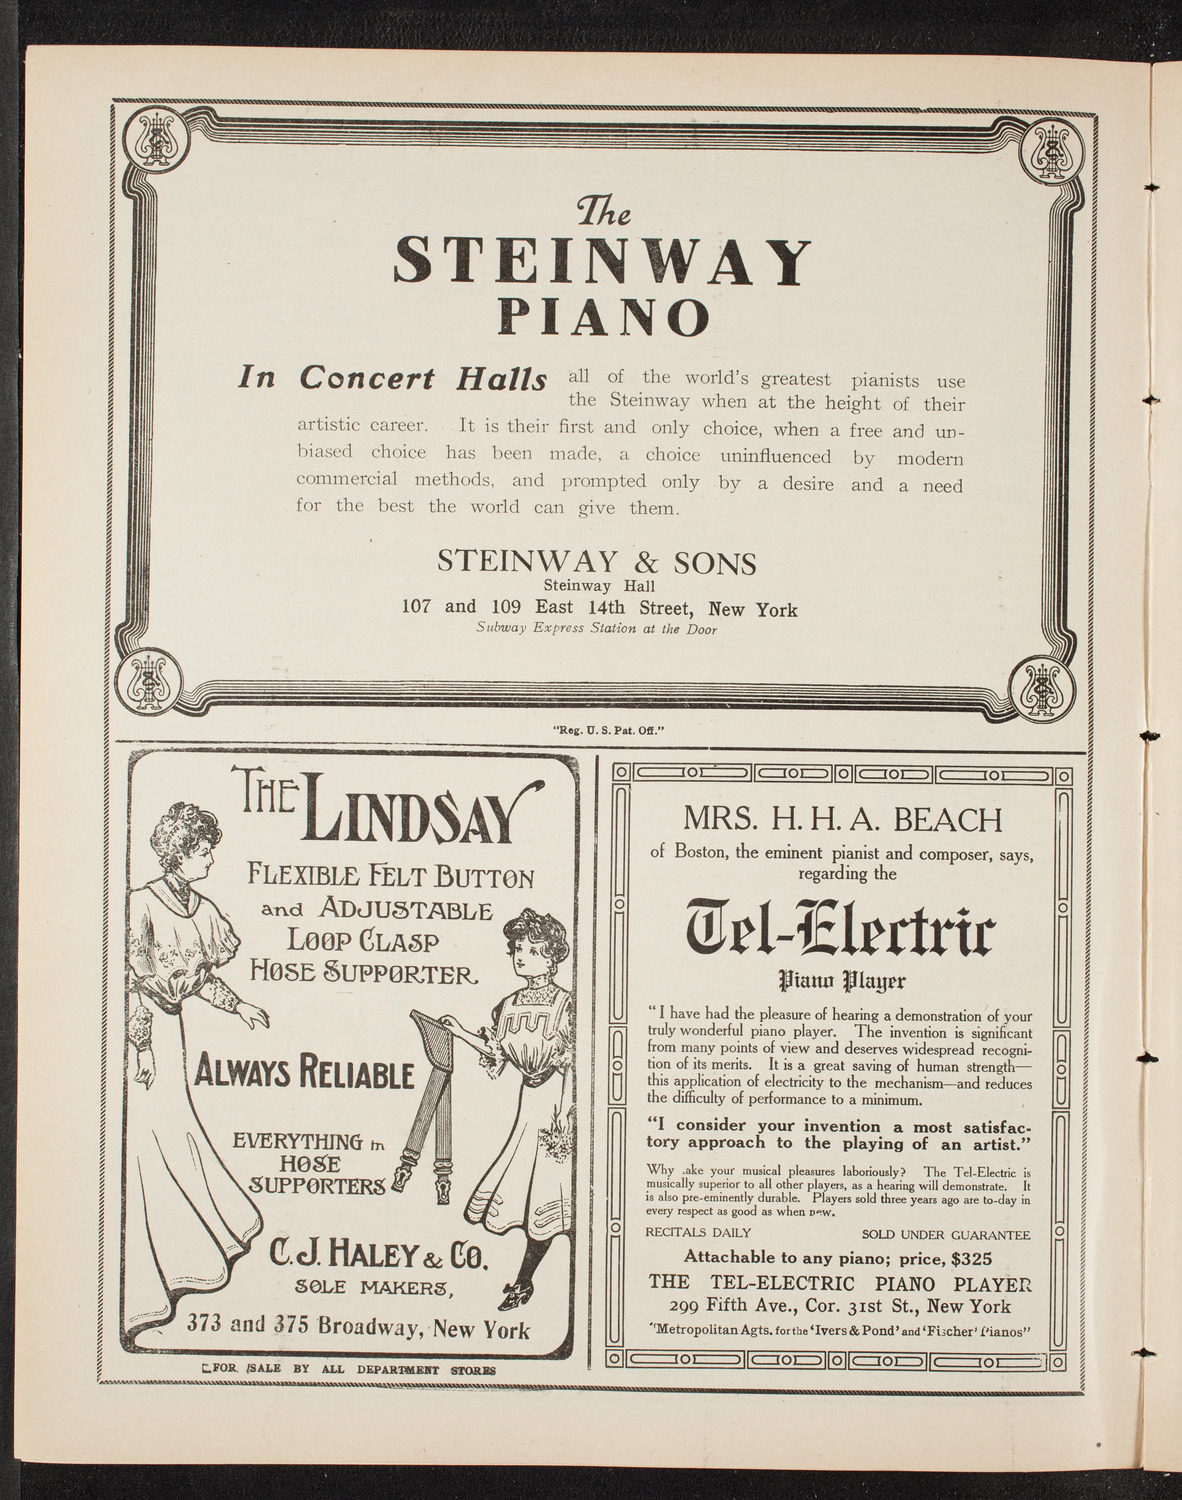 The
STEINWAY
PIANO
In Concert Halls all of the world's greatest pianists use
the Steinway when at the height of their
artistic career. It is their first and only choice, when a free and un-
biased choice has been made, a choice uninfluenced by modern
commercial methods, and prompted only by a desire and a need
for the best the world can give them.
STEINWAY & SONS
Steinway Hall
107 and 109 East 14th Street, New York
Subway Express Station at the Door
"Reg. U. S. Pat. Off."
THE LINDSAY
FLEXIBLE FELT BUTTON
and ADJUSTABLE
LOOP CLASP
HOSE SUPPORTER.
ALWAYS RELIABLE
EVERYTHING in
HOSE
SUPPORTERS
C. J. HALEY & CO.
SOLE MAKERS,
373 and 375 Broadway, New York
FOR SALE BY ALL DEPARTMENT STORES
MRS. H. H. A. BEACH
of Boston, the eminent pianist and composer, says,
regarding the
Tel-Electric
Piano Player
"I have had the pleasure of hearing a demonstration of your
truly wonderful piano player. The invention is significant
from many points of view and deserves widespread recogni-
tion of its merits. It is a great saving of human strength—
this application of electricity to the mechanism—and reduces
the difficulty of performance to a minimum.
"I consider your invention a most satisfac-
tory approach to the playing of an artist."
Why .ake your musical pleasures laboriously? The Tel-Electric is
musically superior to all other players, as a hearing will demonstrate. It
is also pre-eminently durable. Players sold three years ago are to-day in
every respect as good as when new.
RECITALS DAILY SOLD UNDER GUARANTEE
Attachable to any piano; price, $325
THE TEL-ELECTRIC PIANO PLAYER
299 Fifth Ave., Cor. 31st St., New York
"Metropolitan Agts. for the 'Ivers & Pond' and 'Fischer' Pianos"